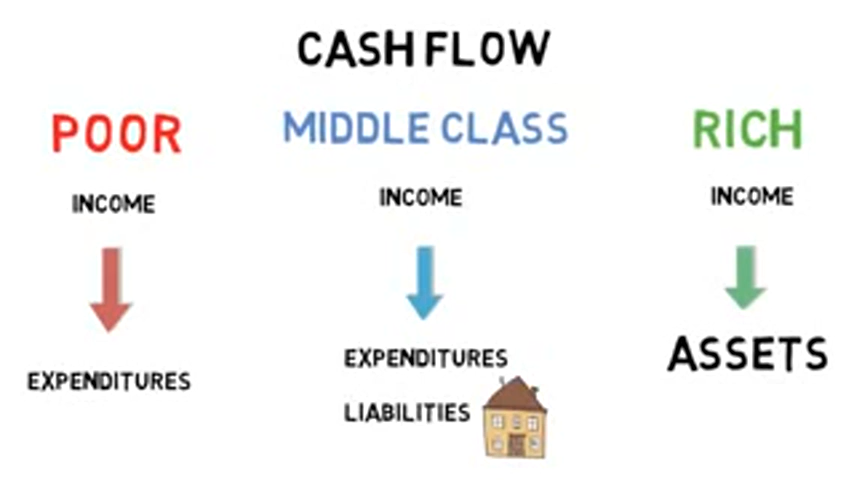 CASH FLOW
POOR
INCOME
EXPENDITURES
MIDDLE CLASS
INCOME
EXPENDITURES
LIABILITIES
RICH
INCOME
ASSETS